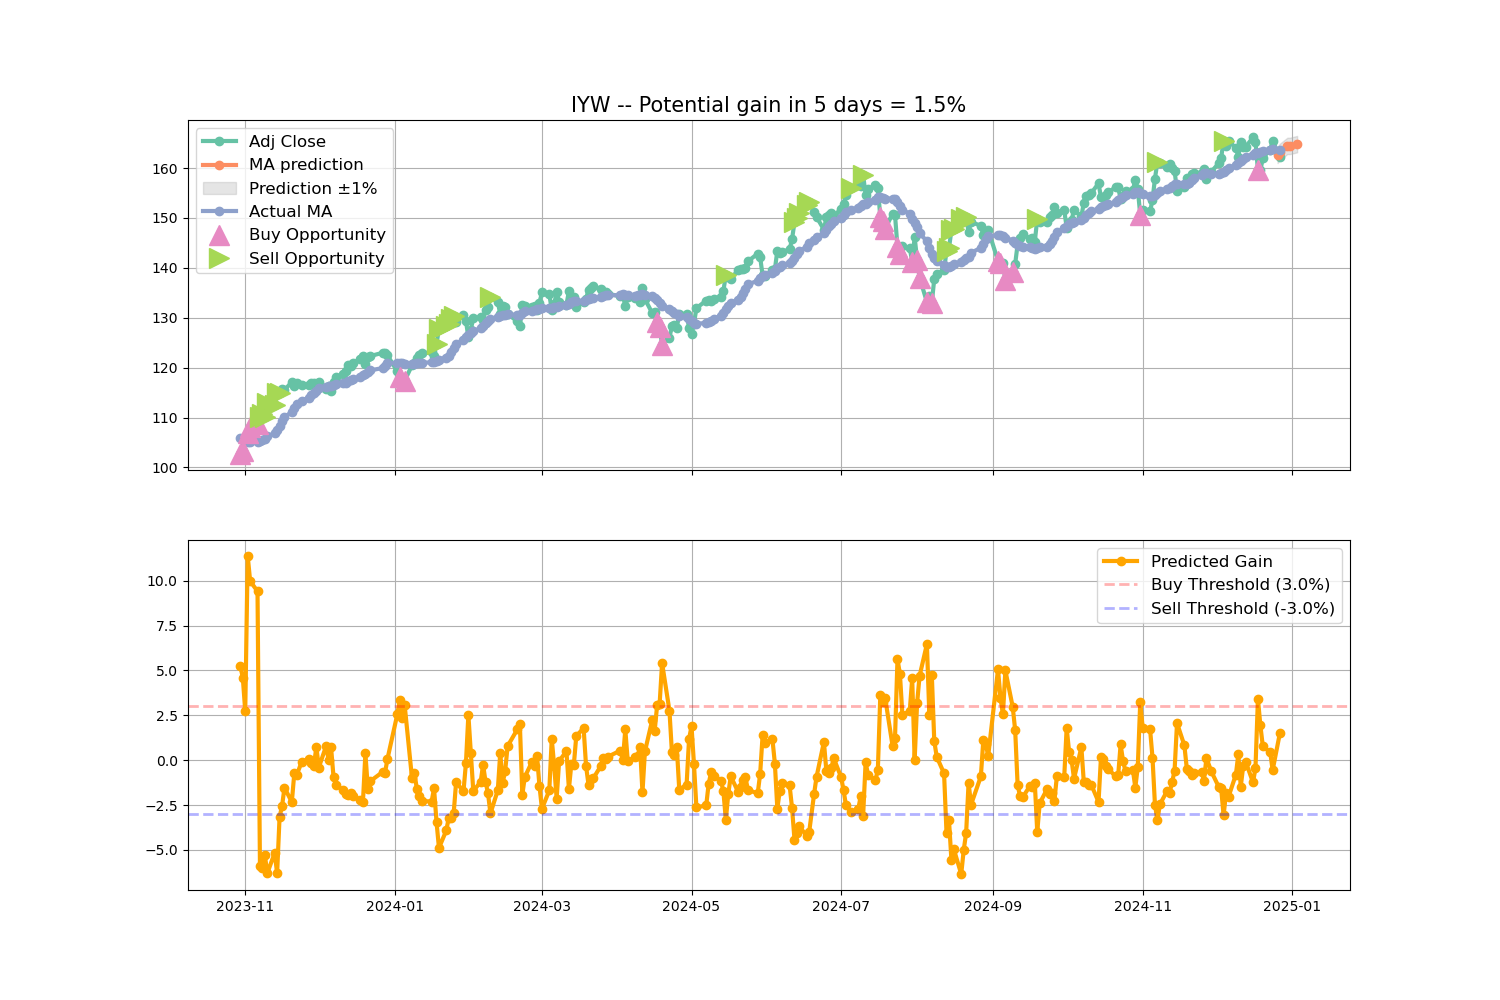 IYW -- Potential gain in 5 days = 1.5%
Adj Close
MA prediction
Prediction ±1%
Actual MA
Buy Opportunity
Sell Opportunity
160
150
140
130
120
110
100
Predicted Gain
Buy Threshold (3.0%)
Sell Threshold (-3.0%)
10.0
7.5
5.0
2.5
0.0
−2.5
−5.0
2023-11 2024-01 2024-03 2024-05 2024-07 2024-09 2024-11 2025-01